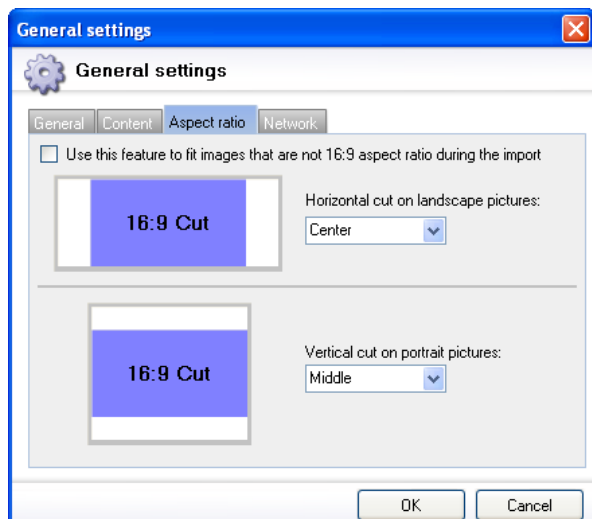 General settings
General settings
General Content Aspect ratio Network
Use this feature to fit images that are not 16:9 aspect ratio during the import
16:9 Cut
Horizontal cut on landscape pictures:
Center
16:9 Cut
Vertical cut on portrait pictures:
Middle
OK Cancel